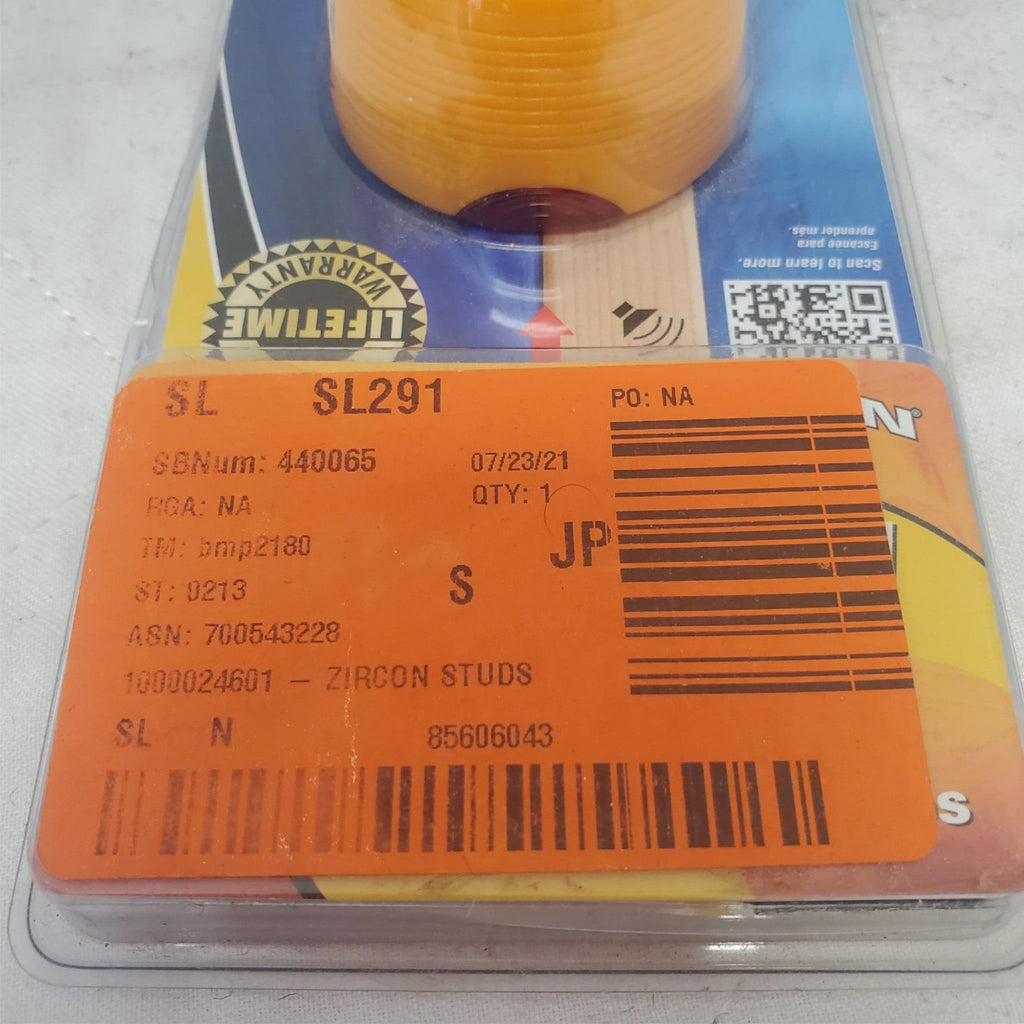 aprender más.
Escanee para
Scan to learn more.
LIFETIME
WARRANTY
SL SL291 PO: NA
N®
SBNum: 440065 07/23/21
RGA: NA QTY: 1
TM: bmp2180 JP
ST: 0213 S
ASN: 700543228
1000024601 – ZIRCON STUDS
SL N 85606043
s